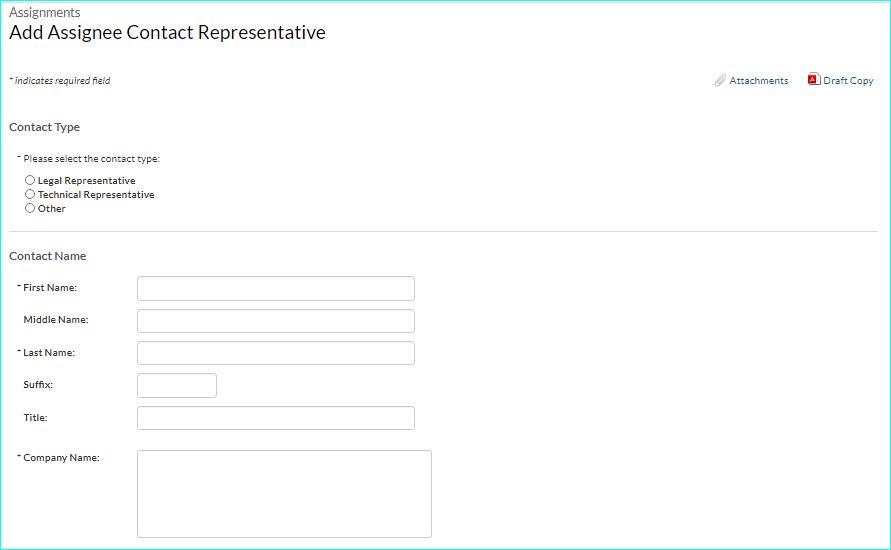 Assignments
Add Assignee Contact Representative
* indicates required field
Attachments
Draft Copy
Contact Type
* Please select the contact type:
Legal Representative
Technical Representative
Other
Contact Name
* First Name:
Middle Name:
* Last Name:
Suffix:
Title:
* Company Name: